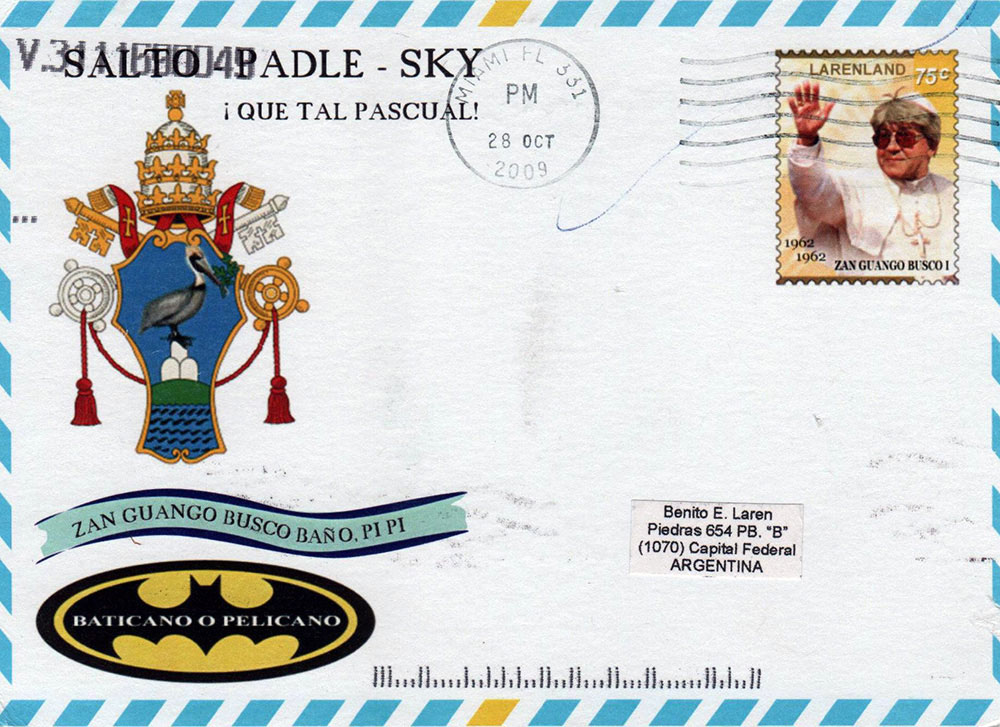 SALTO - PADLE - SKY
¡ QUE TAL PASCUAL!
MIAMI FL 331
PM
28 OCT
2009
LARENLAND
75c
1962
1962
ZAN GUANGO BUSCO I
ZAN GUANGO BUSCO BAÑO, PI PI
Benito E. Laren
Piedras 654 PB. "B"
(1070) Capital Federal
ARGENTINA
BATICANO O PELICANO